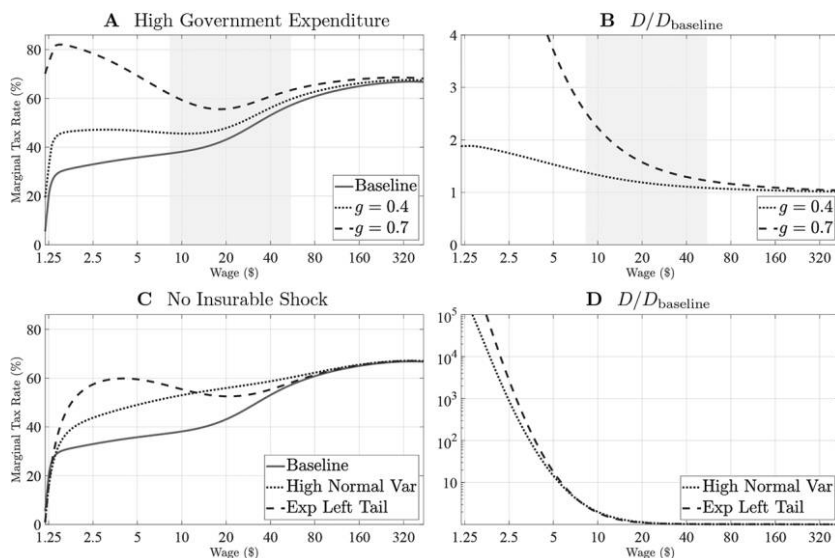 A High Government Expenditure
Marginal Tax Rate (%)
80
60
40
20
0
Baseline
g = 0.4
g = 0.7
1.25 2.5 5 10 20 40 80 160 320
Wage ($)
B D/D_baseline
4
3
2
1
0
g = 0.4
g = 0.7
1.25 2.5 5 10 20 40 80 160 320
Wage ($)
C No Insurable Shock
Marginal Tax Rate (%)
80
60
40
20
0
Baseline
High Normal Var
Exp Left Tail
1.25 2.5 5 10 20 40 80 160 320
Wage ($)
D D/D_baseline
10^5
10^4
10^3
10^2
10^1
High Normal Var
Exp Left Tail
1.25 2.5 5 10 20 40 80 160 320
Wage ($)